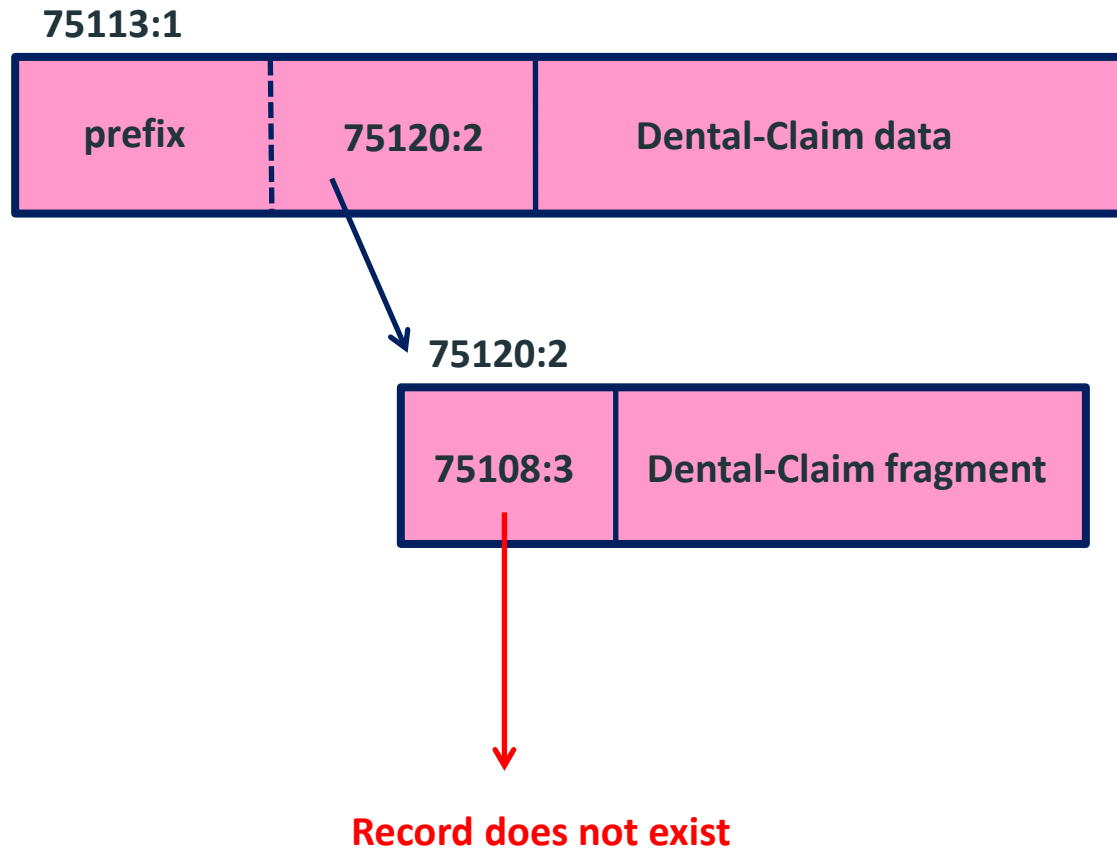 75113:1
prefix
75120:2
Dental-Claim data
75120:2
75108:3
Dental-Claim fragment
Record does not exist